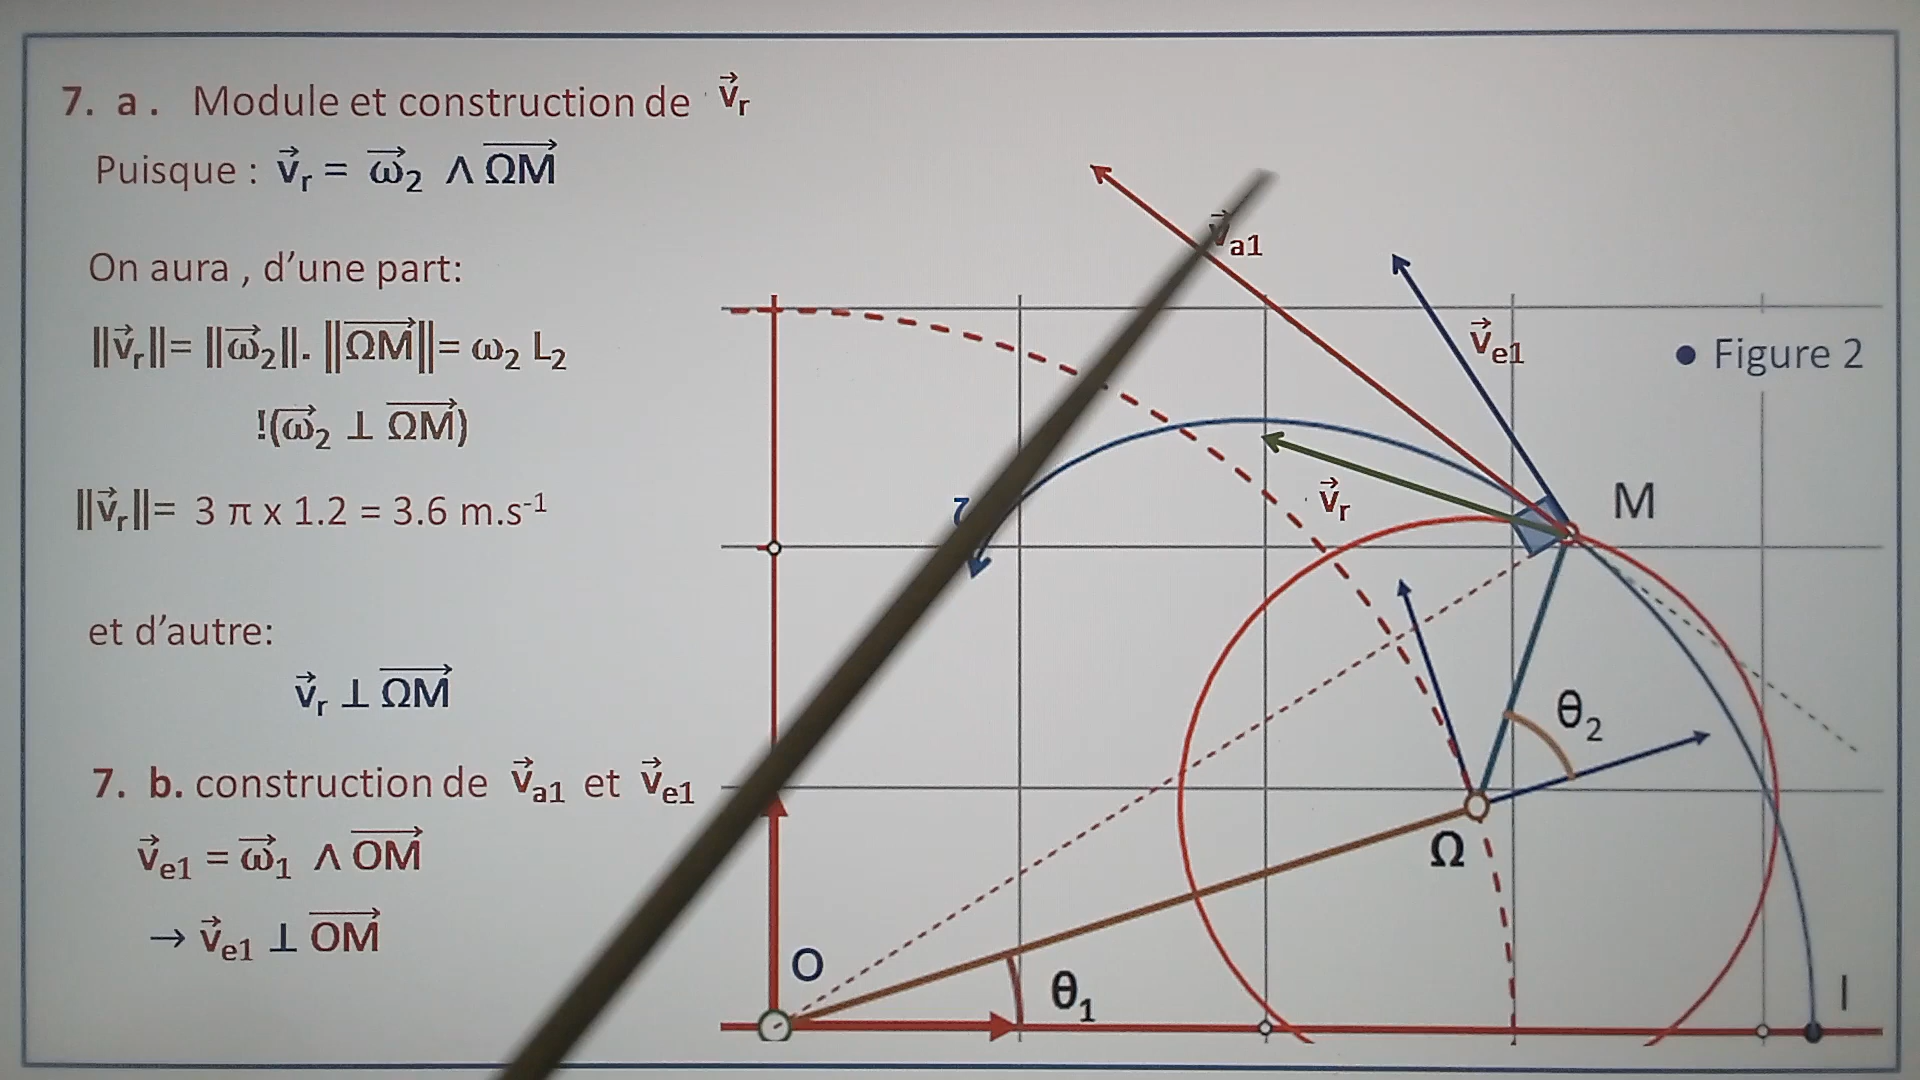 7. a. Module et construction de v⃗r
Puisque : v⃗r = ω⃗2 ∧ ΩM⃗
On aura , d'une part:
‖v⃗r‖= ‖ω⃗2‖. ‖ΩM⃗‖= ω2 L2
!(ω⃗2 ⊥ ΩM⃗)
‖v⃗r‖= 3 π x 1.2 = 3.6 m.s-1
et d'autre:
v⃗r ⊥ ΩM⃗
7. b. construction de v⃗a1 et v⃗e1
v⃗e1 = ω⃗1 ∧ OM⃗
→ v⃗e1 ⊥ OM⃗
v⃗a1
v⃗e1
• Figure 2
v⃗r
M
θ2
Ω
O
θ1
I